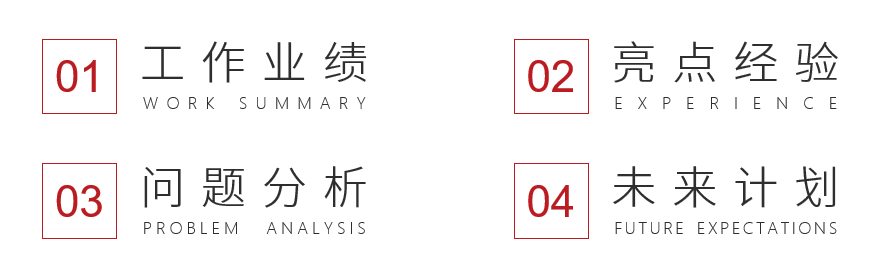 01 工作业绩
WORK SUMMARY
02 亮点经验
EXPERIENCE
03 问题分析
PROBLEM ANALYSIS
04 未来计划
FUTURE EXPECTATIONS